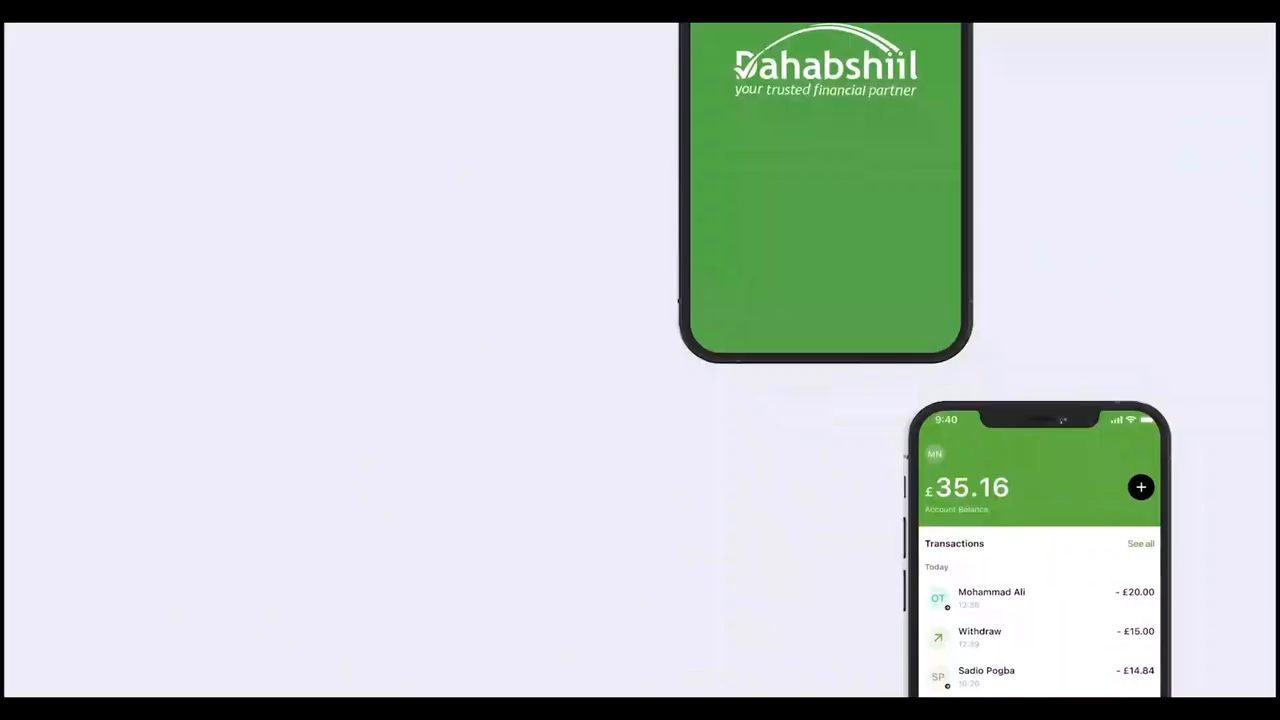 Dahabshiil
your trusted financial partner
9:40
MN
£35.16
+
Account Balance
Transactions
See all
Today
OT
Mohammad Ali
- £20.00
Withdraw
- £15.00
SP
Sadio Pogba
- £14.84